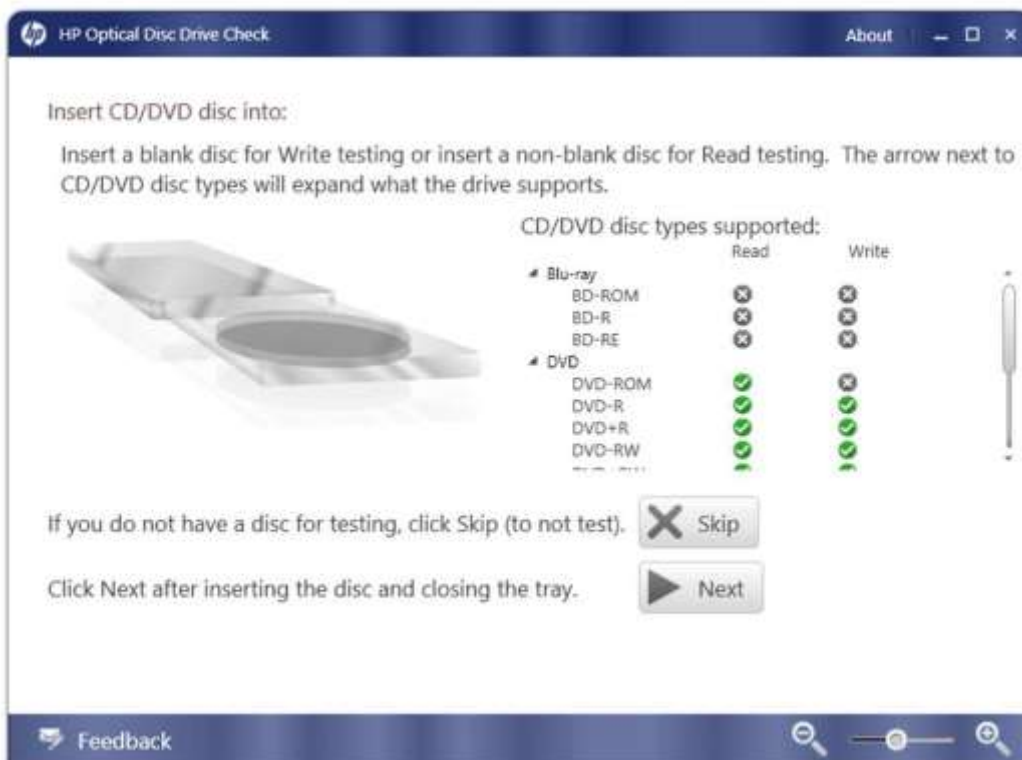 hp HP Optical Disc Drive Check About
Insert CD/DVD disc into:
Insert a blank disc for Write testing or insert a non-blank disc for Read testing. The arrow next to
CD/DVD disc types will expand what the drive supports.
CD/DVD disc types supported:
Read Write
Blu-ray
BD-ROM
BD-R
BD-RE
DVD
DVD-ROM
DVD-R
DVD+R
DVD-RW
If you do not have a disc for testing, click Skip (to not test). Skip
Click Next after inserting the disc and closing the tray. Next
Feedback